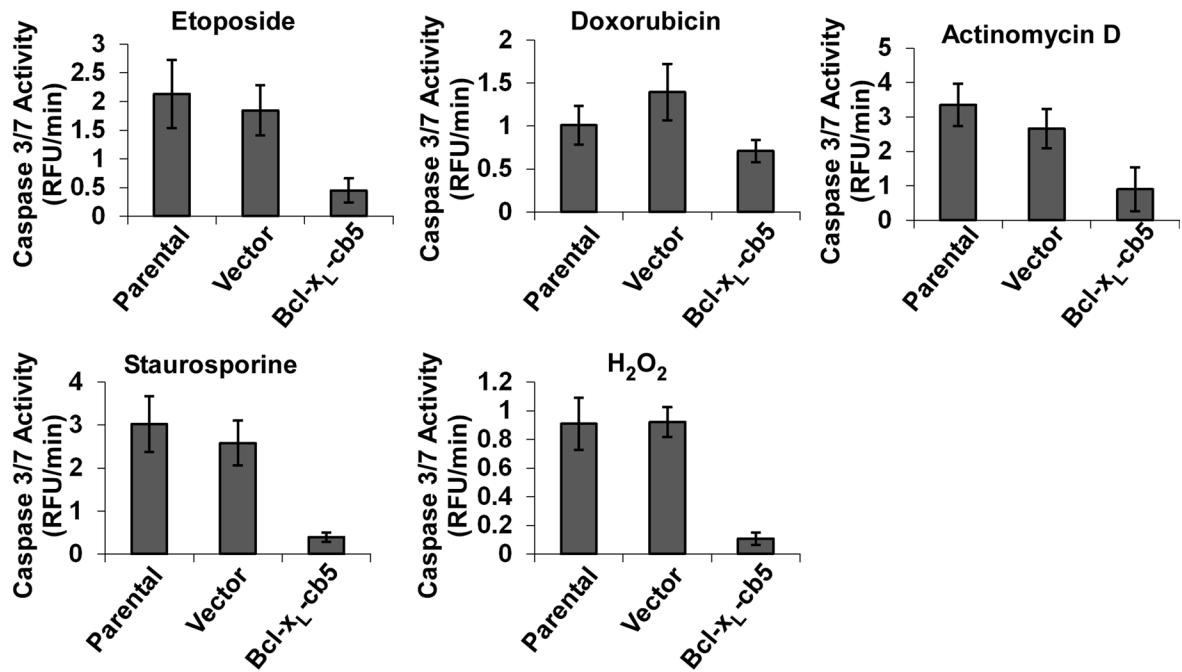 Etoposide
Caspase 3/7 Activity
(RFU/min)
3
2.5
2
1.5
1
0.5
0
Parental
Vector
Bcl-x_L-cb5
Doxorubicin
Caspase 3/7 Activity
(RFU/min)
2
1.5
1
0.5
0
Parental
Vector
Bcl-x_L-cb5
Actinomycin D
Caspase 3/7 Activity
(RFU/min)
5
4
3
2
1
0
Parental
Vector
Bcl-x_L-cb5
Staurosporine
Caspase 3/7 Activity
(RFU/min)
4
3
2
1
0
Parental
Vector
Bcl-x_L-cb5
H₂O₂
Caspase 3/7 Activity
(RFU/min)
1.2
1
0.8
0.6
0.4
0.2
0
Parental
Vector
Bcl-x_L-cb5